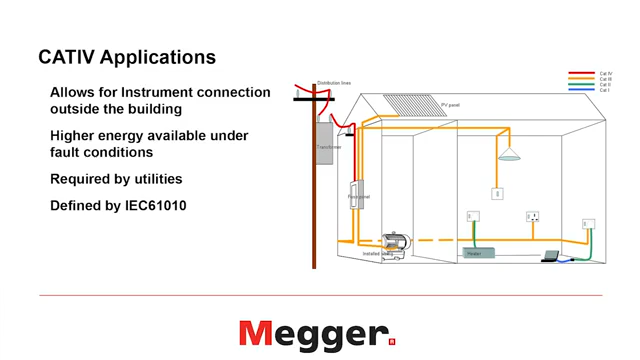 CATIV Applications
Allows for Instrument connection
outside the building
Higher energy available under
fault conditions
Required by utilities
Defined by IEC61010
Distribution lines
Cat IV
Cat III
Cat II
Cat I
PV panel
Transformer
Heater
Megger.